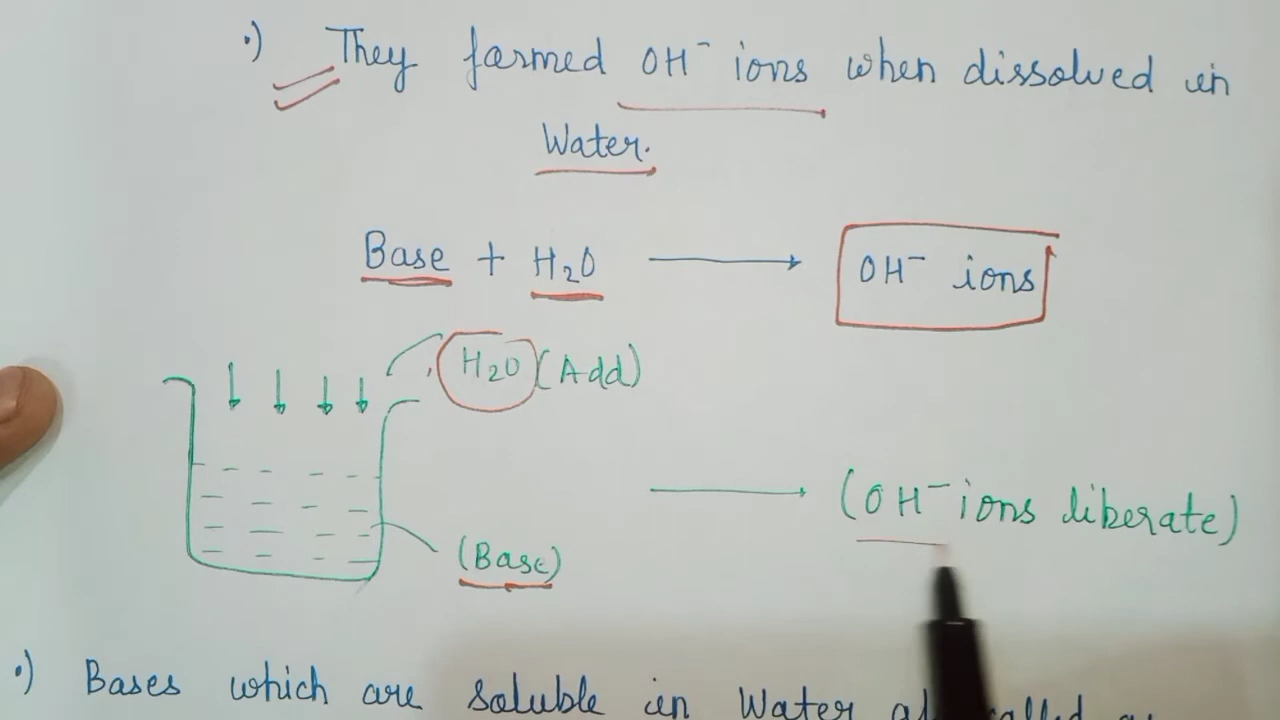 •) They formed OH⁻ ions when dissolved in
Water.
Base + H₂O ⟶ OH⁻ ions
H₂O (Add)
⟶ (OH⁻ ions liberate)
(Base)
•) Bases which are soluble in Water